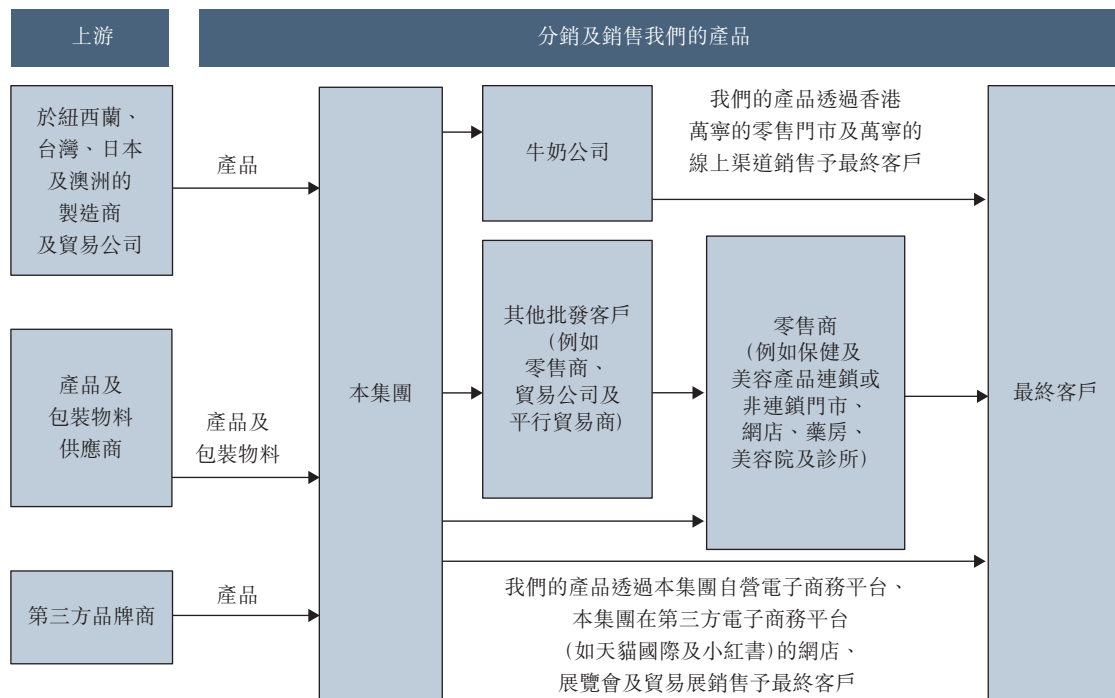 上游
分銷及銷售我們的產品
於紐西蘭、
台灣、日本
及澳洲的
製造商
及貿易公司
產品
牛奶公司
我們的產品透過香港
萬寧的零售門市及萬寧的
線上渠道銷售予最終客戶
產品及
包裝物料
供應商
產品及
包裝物料
本集團
其他批發客戶
(例如
零售商、
貿易公司及
平行貿易商)
零售商
(例如保健及
美容產品連鎖或
非連鎖門市、
網店、藥房、
美容院及診所)
最終客戶
第三方品牌商
產品
我們的產品透過本集團自營電子商務平台、
本集團在第三方電子商務平台
(如天貓國際及小紅書)的網店、
展覽會及貿易展銷售予最終客戶